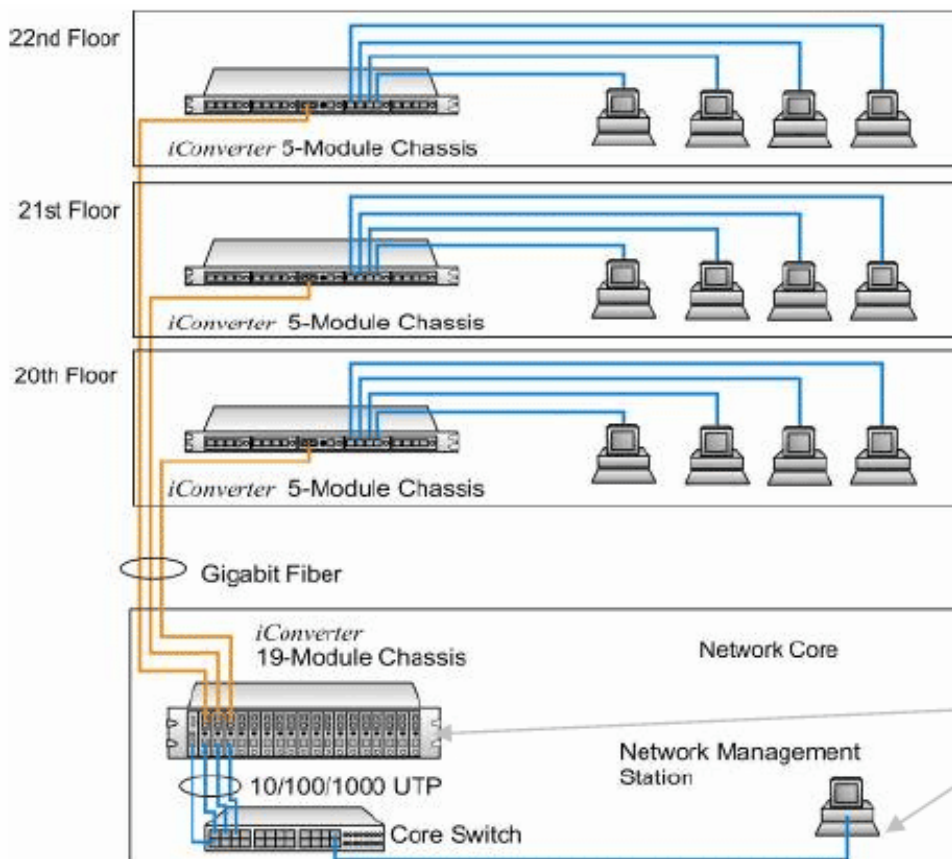 22nd Floor
iConverter 5-Module Chassis
21st Floor
iConverter 5-Module Chassis
20th Floor
iConverter 5-Module Chassis
Gigabit Fiber
iConverter
19-Module Chassis
Network Core
Network Management
Station
10/100/1000 UTP
Core Switch